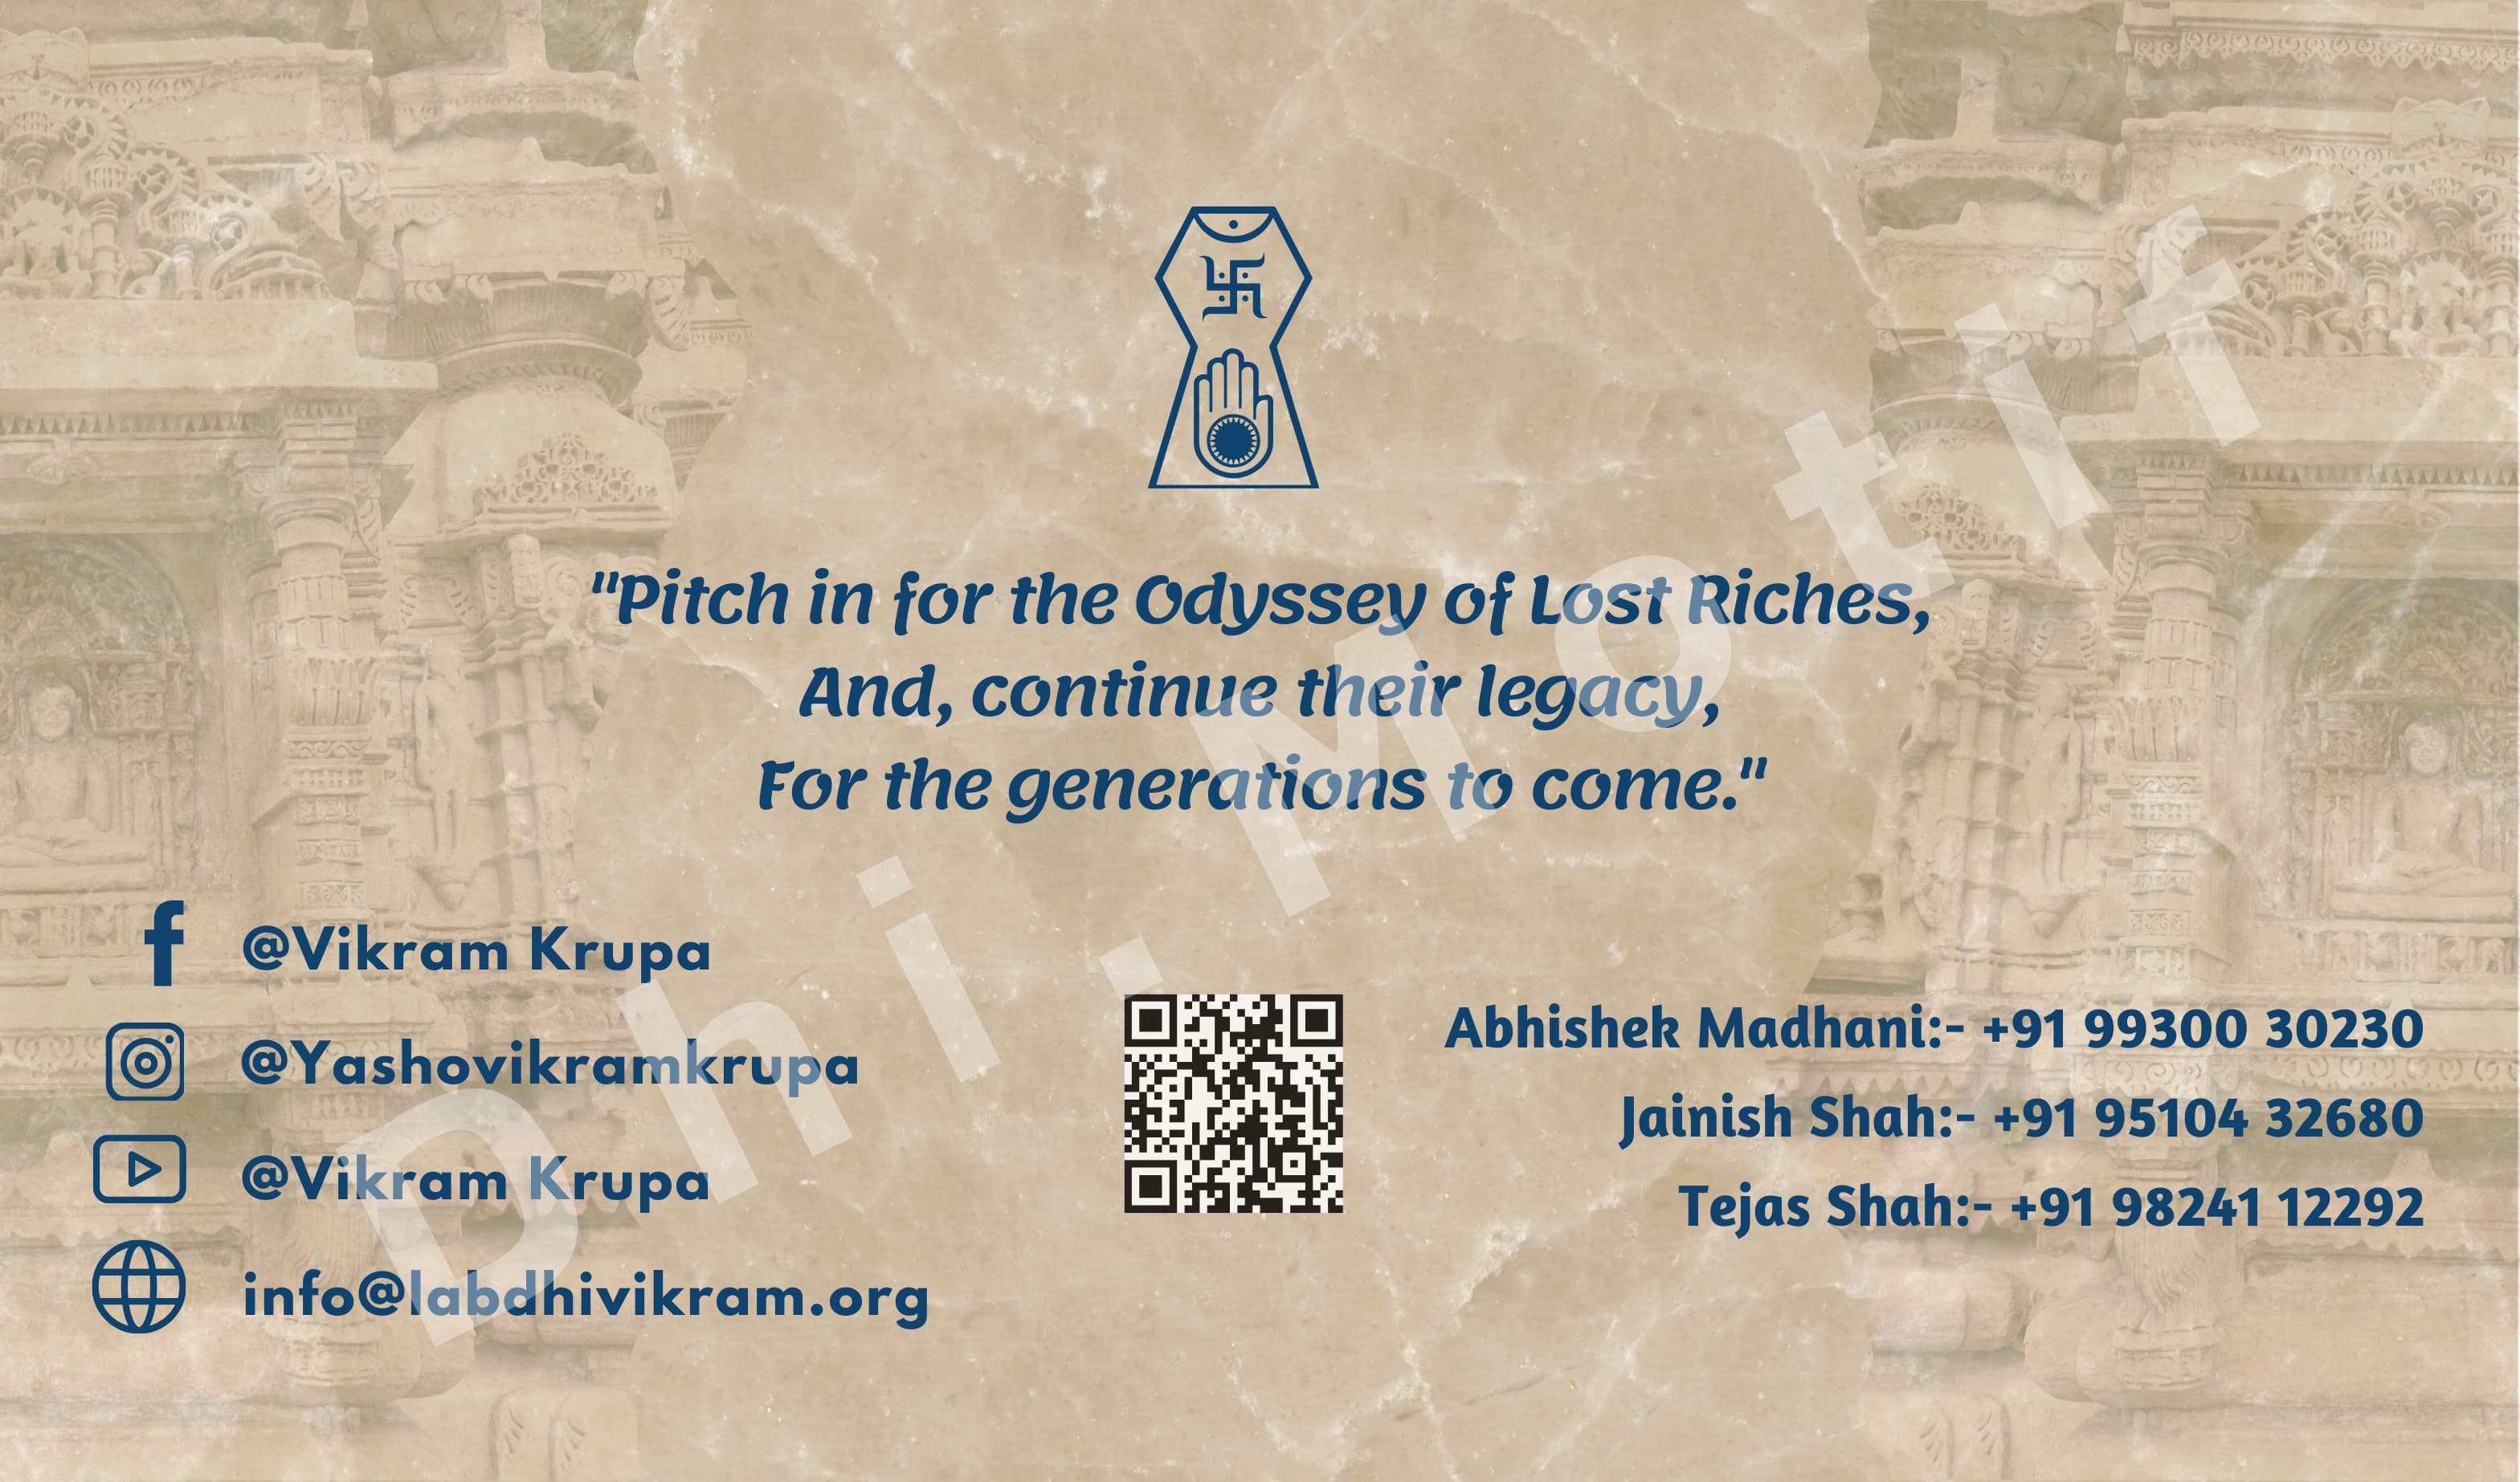 "Pitch in for the Odyssey of Lost Riches,
And, continue their legacy,
For the generations to come."
@Vikram Krupa
@Yashovikramkrupa
@Vikram Krupa
info@labdhivikram.org
Abhishek Madhani:- +91 99300 30230
Jainish Shah:- +91 95104 32680
Tejas Shah:- +91 98241 12292
Dhi.Motif